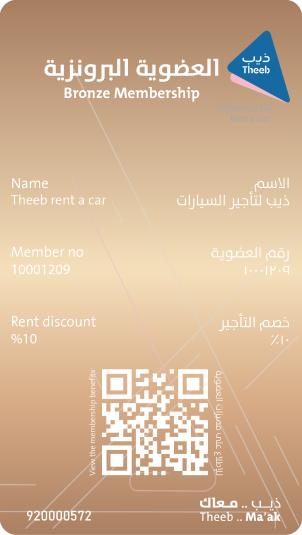 العضوية البرونزية
Bronze Membership
ذيب
Theeb
Name
الاسم
Theeb rent a car
ذيب لتأجير السيارات
Member no
رقم العضوية
10001209
١٠٠٠١٢٠٩
Rent discount
خصم التأجير
%10
٪١٠
View the membership benefits
920000572
ذيب .. معاك
Theeb .. Ma'ak